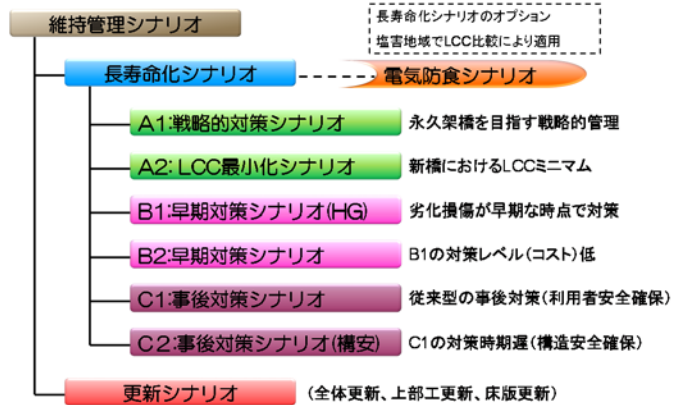 維持管理シナリオ
長寿命化シナリオのオプション
塩害地域でLCC比較により適用
長寿命化シナリオ
電気防食シナリオ
A1:戦略的対策シナリオ
永久架橋を目指す戦略的管理
A2:LCC最小化シナリオ
新橋におけるLCCミニマム
B1:早期対策シナリオ(HG)
劣化損傷が早期な時点で対策
B2:早期対策シナリオ
B1の対策レベル(コスト)低
C1:事後対策シナリオ
従来型の事後対策(利用者安全確保)
C2:事後対策シナリオ(構安)
C1の対策時期遅(構造安全確保)
更新シナリオ
(全体更新、上部工更新、床版更新)